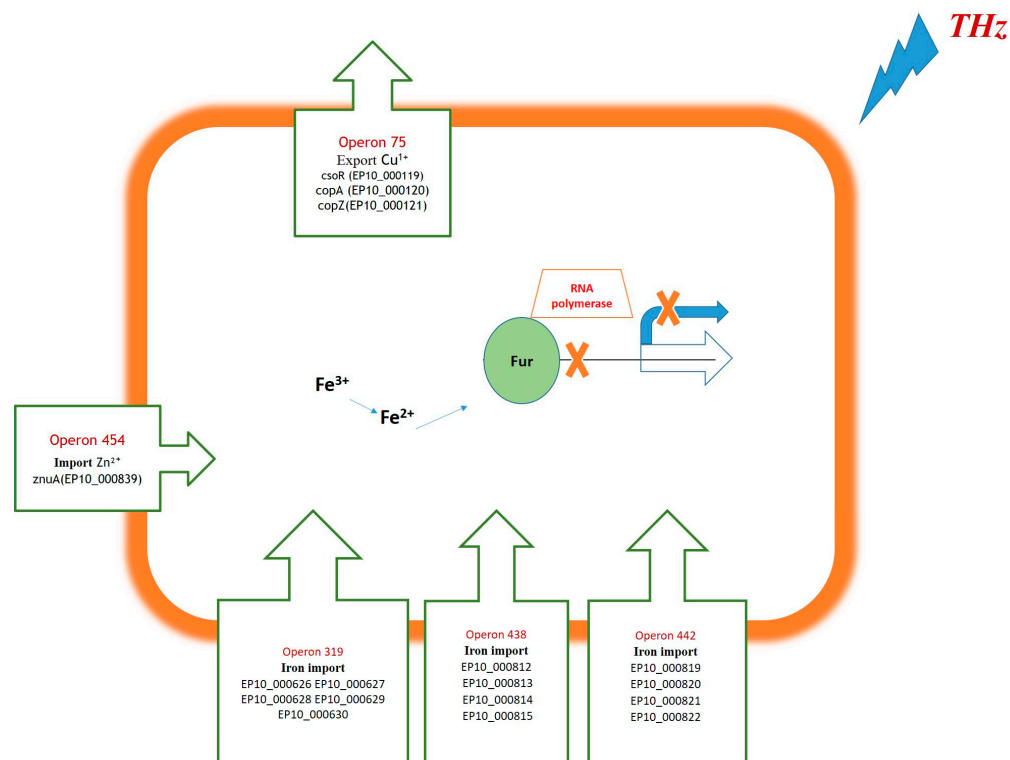 THz
Operon 75
Export Cu¹⁺
csoR (EP10_000119)
copA (EP10_000120)
copZ(EP10_000121)
RNA
polymerase
Fur
Fe³⁺
Fe²⁺
Operon 454
Import Zn²⁺
znuA(EP10_000839)
Operon 319
Iron import
EP10_000626 EP10_000627
EP10_000628 EP10_000629
EP10_000630
Operon 438
Iron import
EP10_000812
EP10_000813
EP10_000814
EP10_000815
Operon 442
Iron import
EP10_000819
EP10_000820
EP10_000821
EP10_000822